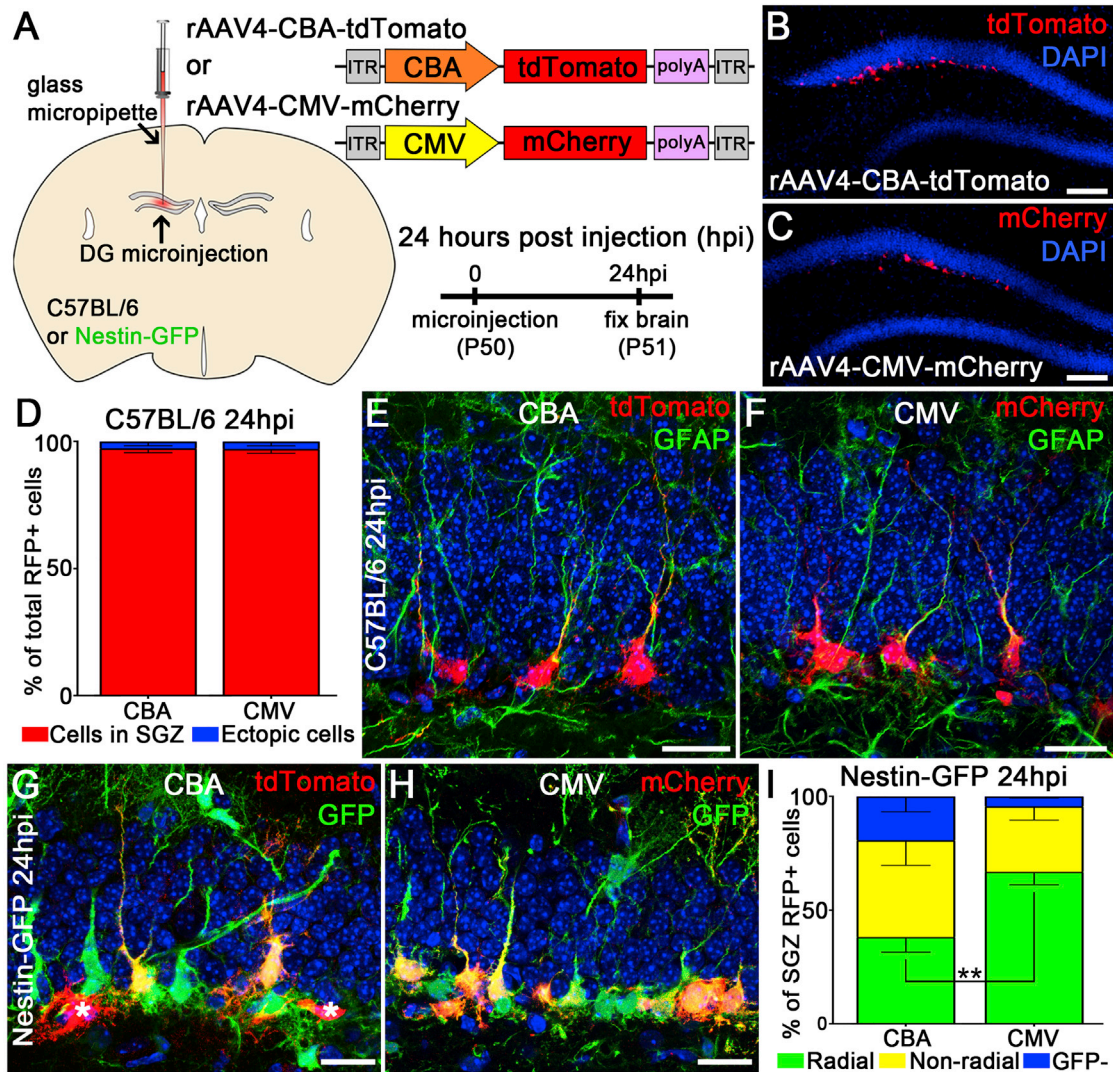 A
rAAV4-CBA-tdTomato
or
rAAV4-CMV-mCherry
glass
micropipette
ITR CBA tdTomato polyA ITR
ITR CMV mCherry polyA ITR
DG microinjection
C57BL/6
or Nestin-GFP
24 hours post injection (hpi)
0 24hpi
microinjection fix brain
(P50) (P51)
B tdTomato
DAPI
rAAV4-CBA-tdTomato
C mCherry
DAPI
rAAV4-CMV-mCherry
D
C57BL/6 24hpi
% of total RFP+ cells
100
50
0
CBA CMV
Cells in SGZ Ectopic cells
C57BL/6 24hpi
E CBA tdTomato
GFAP
F CMV mCherry
GFAP
Nestin-GFP 24hpi
G CBA tdTomato
GFP
* *
H CMV mCherry
GFP
I
Nestin-GFP 24hpi
% of SGZ RFP+ cells
100
50
0
**
CBA CMV
Radial Non-radial GFP-